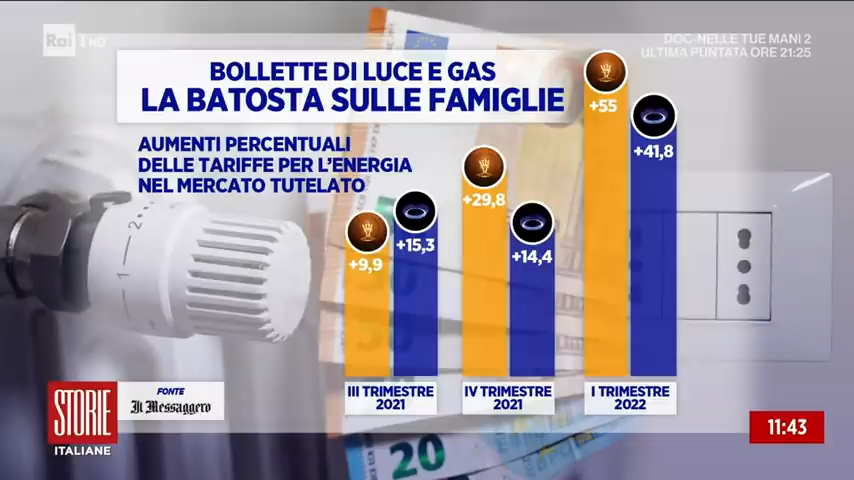 Rai 1 HD
DOC-NELLE TUE MANI 2
ULTIMA PUNTATA ORE 21:25
BOLLETTE DI LUCE E GAS
LA BATOSTA SULLE FAMIGLIE
AUMENTI PERCENTUALI
DELLE TARIFFE PER L'ENERGIA
NEL MERCATO TUTELATO
+9,9
+15,3
+29,8
+14,4
+55
+41,8
III TRIMESTRE
2021
IV TRIMESTRE
2021
I TRIMESTRE
2022
1
2
20
STORIE
ITALIANE
FONTE
Il Messaggero
11:43